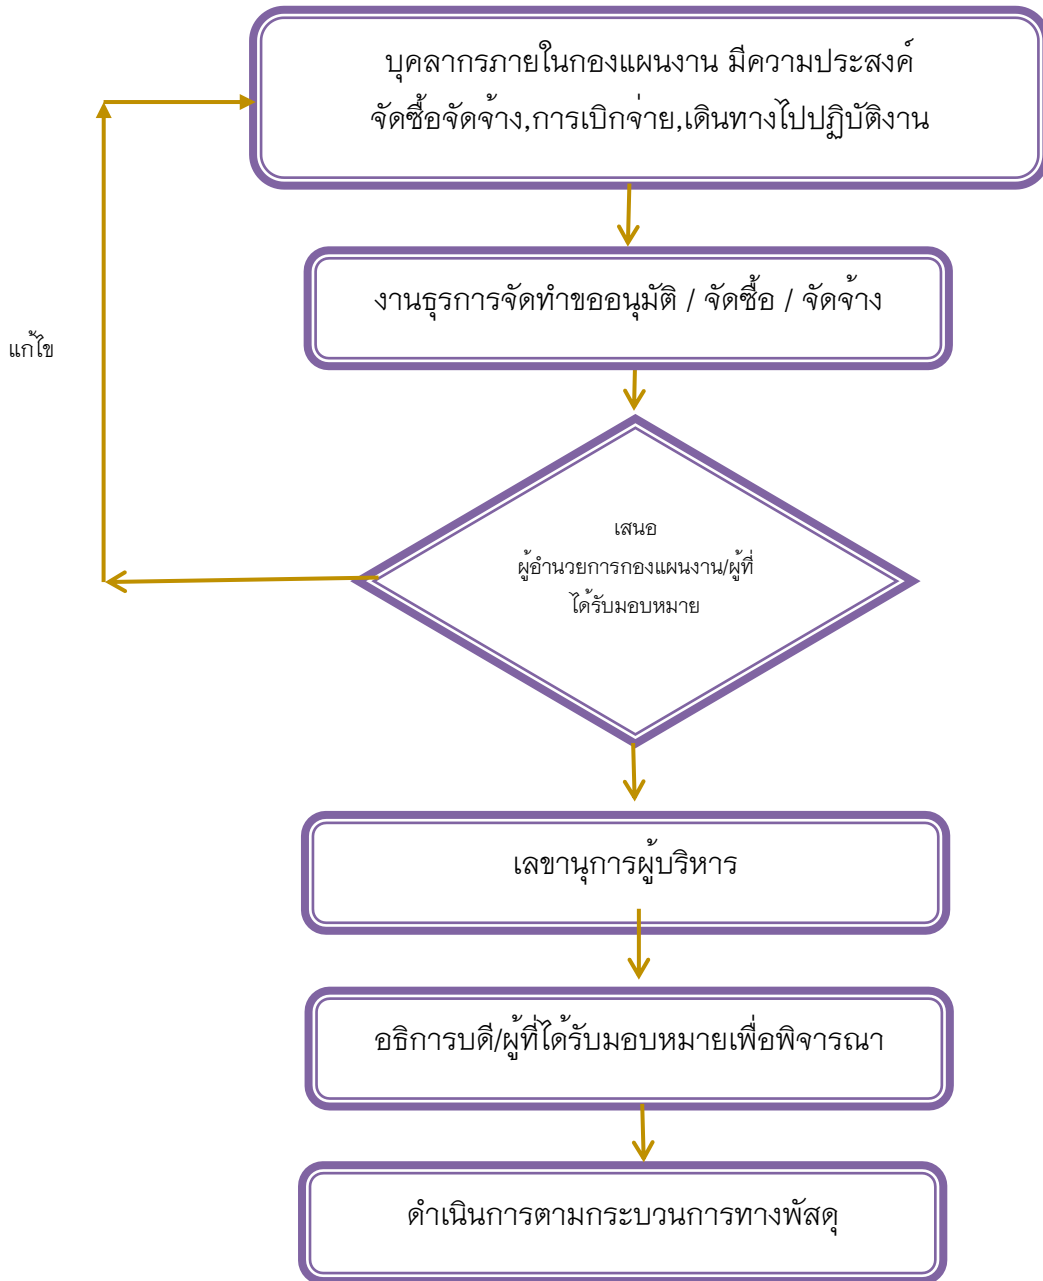 บุคลากรภายในกองแผนงาน มีความประสงค์
จัดซื้อจัดจ้าง,การเบิกจ่าย,เดินทางไปปฏิบัติงาน
งานธุรการจัดทำขออนุมัติ / จัดซื้อ / จัดจ้าง
แก้ไข
เสนอ
ผู้อำนวยการกองแผนงาน/ผู้ที่
ได้รับมอบหมาย
เลขานุการผู้บริหาร
อธิการบดี/ผู้ที่ได้รับมอบหมายเพื่อพิจารณา
ดำเนินการตามกระบวนการทางพัสดุ